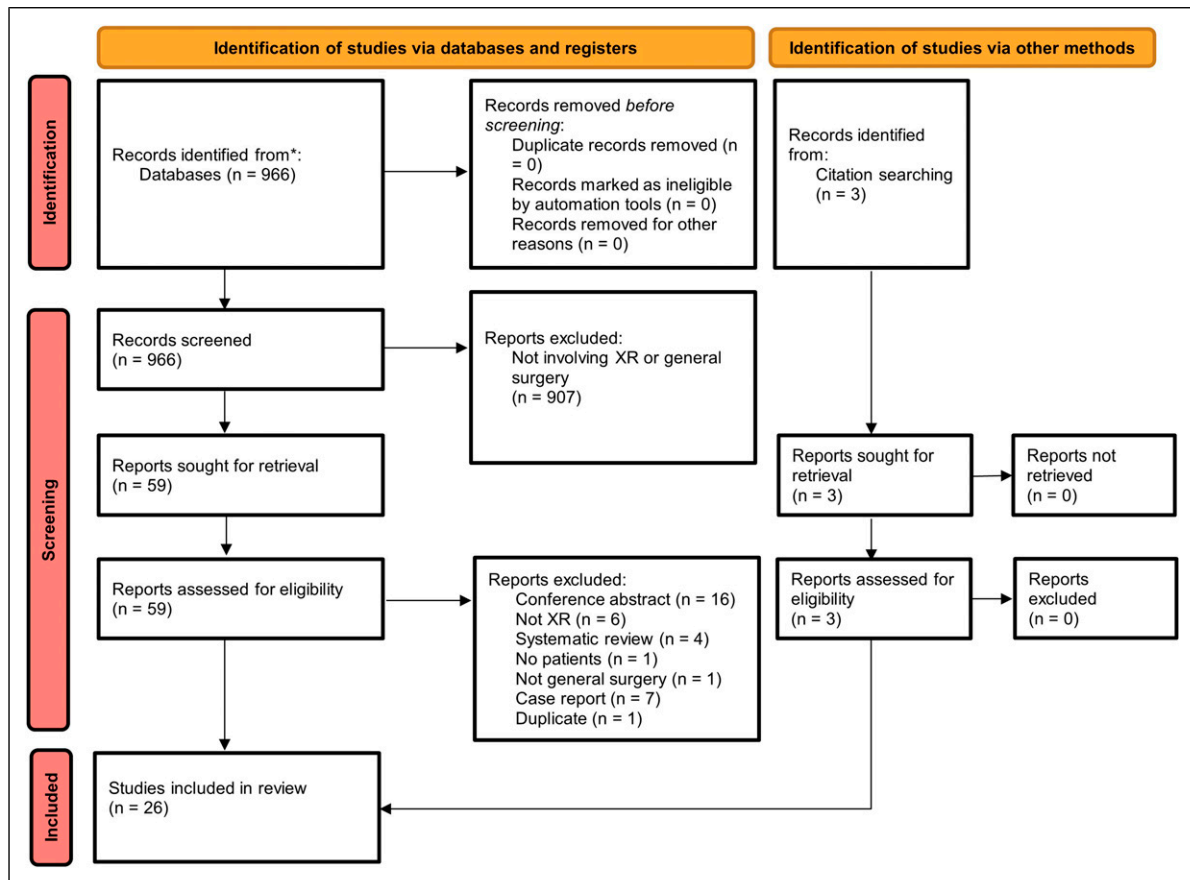 Identification of studies via databases and registers
Identification of studies via other methods
Identification
Records identified from*:
Databases (n = 966)
Records removed before
screening:
Duplicate records removed (n
= 0)
Records marked as ineligible
by automation tools (n = 0)
Records removed for other
reasons (n = 0)
Records identified
from:
Citation searching
(n = 3)
Screening
Records screened
(n = 966)
Reports excluded:
Not involving XR or general
surgery
(n = 907)
Reports sought for retrieval
(n = 59)
Reports sought for
retrieval
(n = 3)
Reports not
retrieved
(n = 0)
Reports assessed for eligibility
(n = 59)
Reports excluded:
Conference abstract (n = 16)
Not XR (n = 6)
Systematic review (n = 4)
No patients (n = 1)
Not general surgery (n = 1)
Case report (n = 7)
Duplicate (n = 1)
Reports assessed for
eligibility
(n = 3)
Reports
excluded
(n = 0)
Included
Studies included in review
(n = 26)